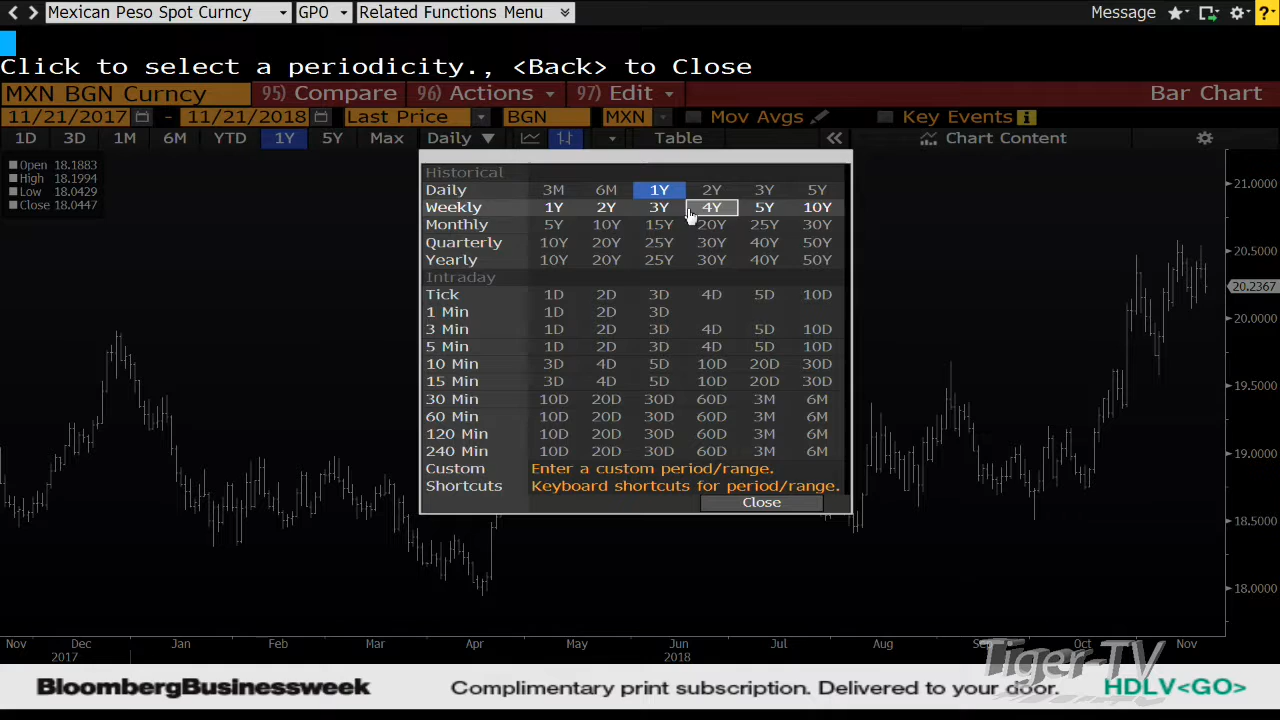 Mexican Peso Spot Curncy GPO Related Functions Menu Message ?
Click to select a periodicity., <Back> to Close
MXN BGN Curncy 95) Compare 96) Actions 97) Edit Bar Chart
11/21/2017 - 11/21/2018 Last Price BGN MXN Mov Avgs Key Events
1D 3D 1M 6M YTD 1Y 5Y Max Daily Table Chart Content
Open 18.1883
High 18.1994
Low 18.0429
Close 18.0447
Historical
Daily 3M 6M 1Y 2Y 3Y 5Y
Weekly 1Y 2Y 3Y 4Y 5Y 10Y
Monthly 5Y 10Y 15Y 20Y 25Y 30Y
Quarterly 10Y 20Y 25Y 30Y 40Y 50Y
Yearly 10Y 20Y 25Y 30Y 40Y 50Y
Intraday
Tick 1D 2D 3D 4D 5D 10D
1 Min 1D 2D 3D
3 Min 1D 2D 3D 4D 5D 10D
5 Min 1D 2D 3D 4D 5D 10D
10 Min 3D 4D 5D 10D 20D 30D
15 Min 3D 4D 5D 10D 20D 30D
30 Min 10D 20D 30D 60D 3M 6M
60 Min 10D 20D 30D 60D 3M 6M
120 Min 10D 20D 30D 60D 3M 6M
240 Min 10D 20D 30D 60D 3M 6M
Custom Enter a custom period/range.
Shortcuts Keyboard shortcuts for period/range.
Close
21.0000
20.5000
20.2367
20.0000
19.5000
19.0000
18.5000
18.0000
Nov Dec Jan Feb Mar Apr May Jun Jul Aug Oct Nov
2017 2018
Tiger-TV
BloombergBusinessweek Complimentary print subscription. Delivered to your door. HDLV<GO>